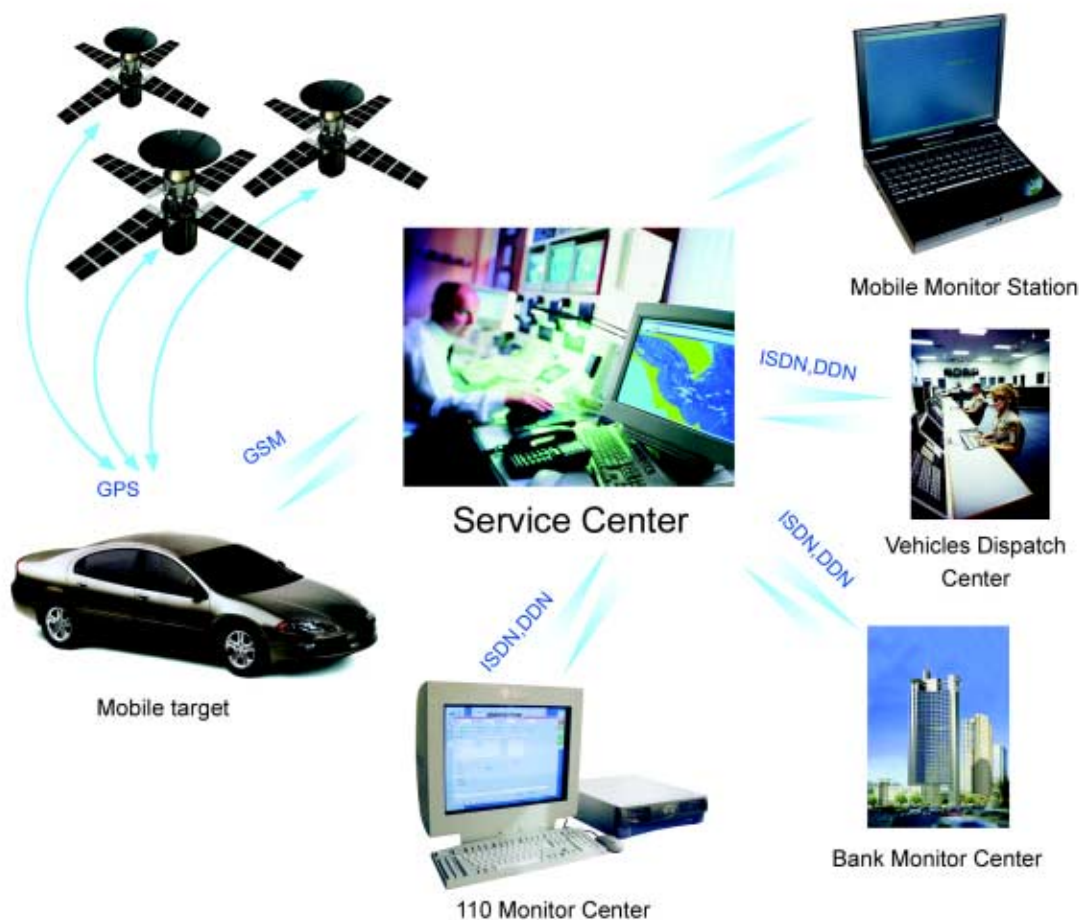 Mobile Monitor Station
ISDN,DDN
GSM
GPS
Service Center
ISDN,DDN
Vehicles Dispatch
Center
ISDN,DDN
Mobile target
Bank Monitor Center
110 Monitor Center